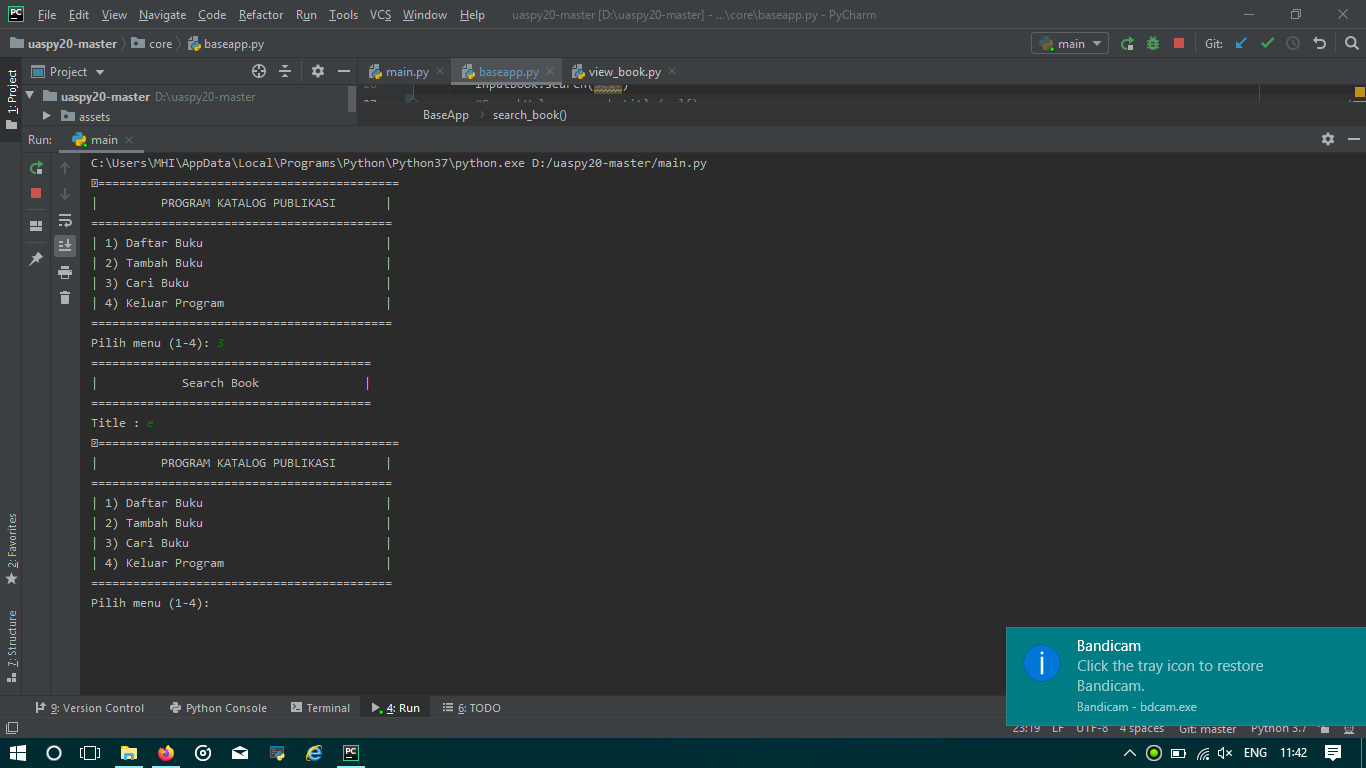 File Edit View Navigate Code Refactor Run Tools VCS Window Help uaspy20-master [D:\uaspy20-master] - ...\core\baseapp.py - PyCharm
uaspy20-master core baseapp.py main Git:
1: Project
Project main.py baseapp.py view_book.py
uaspy20-master D:\uaspy20-master
assets
BaseApp search_book()
Run: main
C:\Users\MHI\AppData\Local\Programs\Python\Python37\python.exe D:/uaspy20-master/main.py
===========================================
| PROGRAM KATALOG PUBLIKASI |
===========================================
| 1) Daftar Buku |
| 2) Tambah Buku |
| 3) Cari Buku |
| 4) Keluar Program |
===========================================
Pilih menu (1-4): 3
========================================
| Search Book |
========================================
Title : e
===========================================
| PROGRAM KATALOG PUBLIKASI |
===========================================
| 1) Daftar Buku |
| 2) Tambah Buku |
| 3) Cari Buku |
| 4) Keluar Program |
===========================================
Pilih menu (1-4):
2: Favorites
7: Structure
Bandicam
Click the tray icon to restore
Bandicam.
Bandicam - bdcam.exe
9: Version Control Python Console Terminal 4: Run 6: TODO
23:19 LF UTF-8 4 spaces Git: master Python 3.7
ENG 11:42